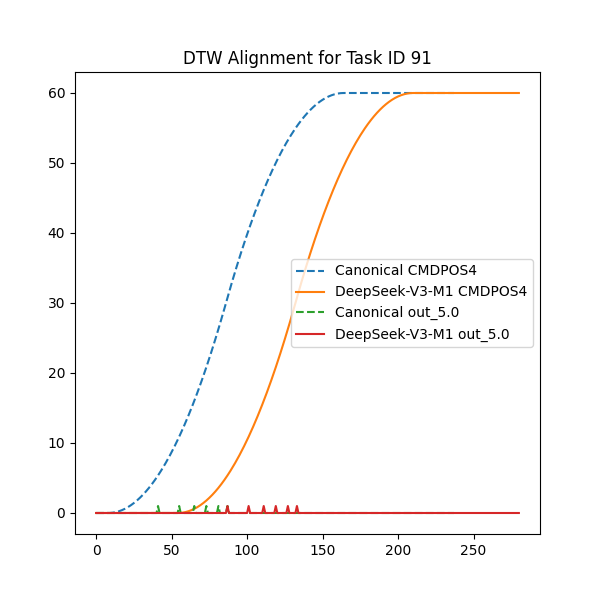 DTW Alignment for Task ID 91
60
50
40
30
20
10
0
Canonical CMDPOS4
DeepSeek-V3-M1 CMDPOS4
Canonical out_5.0
DeepSeek-V3-M1 out_5.0
0 50 100 150 200 250